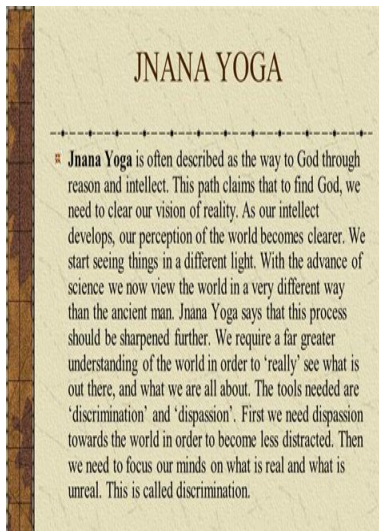 JNANA YOGA
Jnana Yoga is often described as the way to God through
reason and intellect. This path claims that to find God, we
need to clear our vision of reality. As our intellect
develops, our perception of the world becomes clearer. We
start seeing things in a different light. With the advance of
science we now view the world in a very different way
than the ancient man. Jnana Yoga says that this process
should be sharpened further. We require a far greater
understanding of the world in order to ‘really’ see what is
out there, and what we are all about. The tools needed are
‘discrimination’ and ‘dispassion’. First we need dispassion
towards the world in order to become less distracted. Then
we need to focus our minds on what is real and what is
unreal. This is called discrimination.